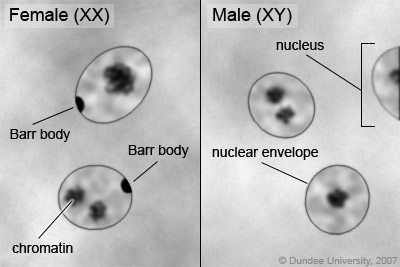 Female (XX)
Male (XY)
nucleus
Barr body
Barr body
nuclear envelope
chromatin
© Dundee University, 2007